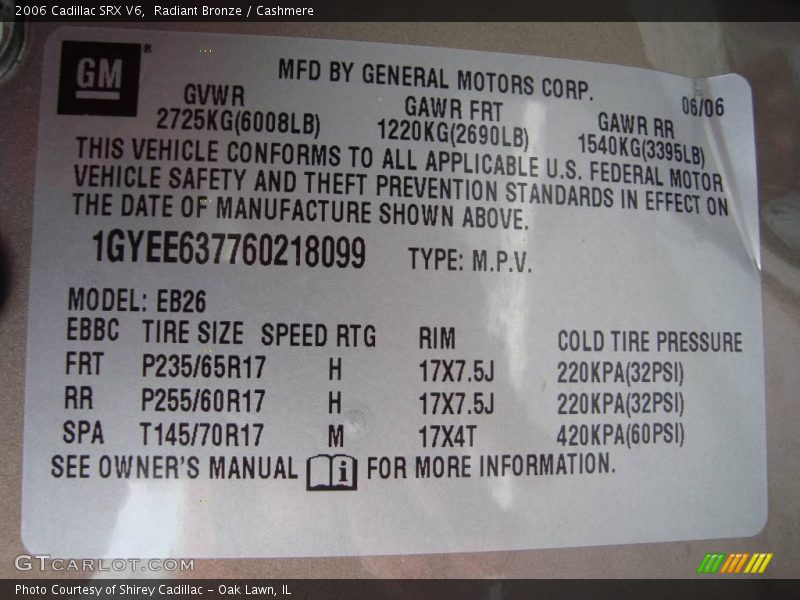 2006 Cadillac SRX V6,  Radiant Bronze / Cashmere
GM®
MFD BY GENERAL MOTORS CORP.
06/06
GVWR GAWR FRT GAWR RR
2725KG(6008LB) 1220KG(2690LB) 1540KG(3395LB)
THIS VEHICLE CONFORMS TO ALL APPLICABLE U.S. FEDERAL MOTOR
VEHICLE SAFETY AND THEFT PREVENTION STANDARDS IN EFFECT ON
THE DATE OF MANUFACTURE SHOWN ABOVE.
1GYEE637760218099 TYPE: M.P.V.
MODEL: EB26
EBBC TIRE SIZE SPEED RTG RIM COLD TIRE PRESSURE
FRT P235/65R17 H 17X7.5J 220KPA(32PSI)
RR P255/60R17 H 17X7.5J 220KPA(32PSI)
SPA T145/70R17 M 17X4T 420KPA(60PSI)
SEE OWNER'S MANUAL i FOR MORE INFORMATION.
GTCARLOT.COM
Photo Courtesy of Shirey Cadillac - Oak Lawn, IL